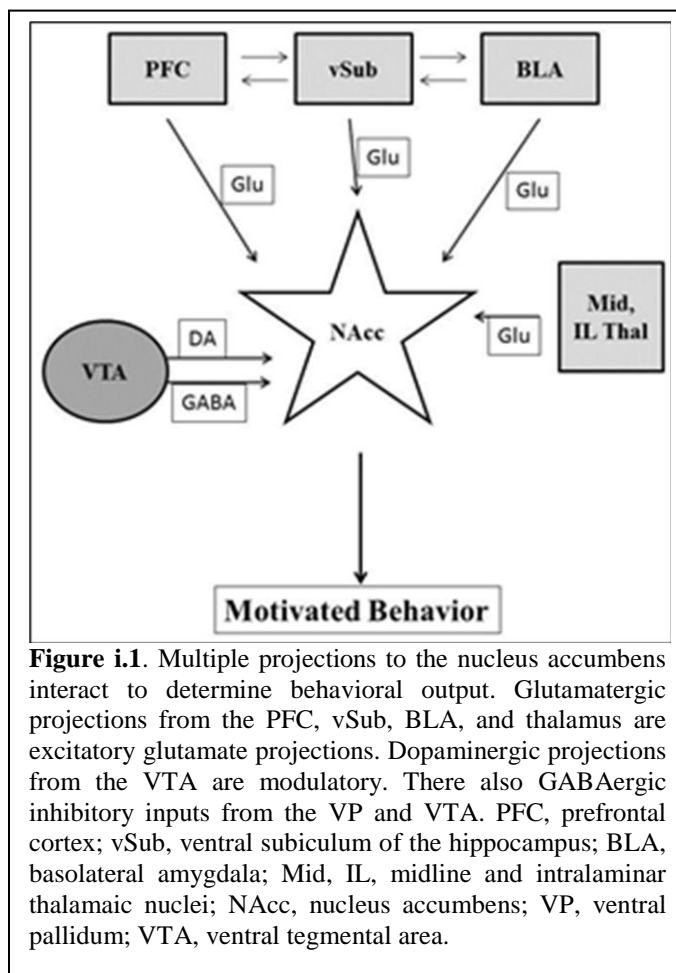 PFC
vSub
BLA
Glu
Glu
Glu
Mid,
IL Thal
NAcc
DA
Glu
VTA
GABA
Motivated Behavior
Figure i.1. Multiple projections to the nucleus accumbens
interact to determine behavioral output. Glutamatergic
projections from the PFC, vSub, BLA, and thalamus are
excitatory glutamate projections. Dopaminergic projections
from the VTA are modulatory. There also GABAergic
inhibitory inputs from the VP and VTA. PFC, prefrontal
cortex; vSub, ventral subiculum of the hippocampus; BLA,
basolateral amygdala; Mid, IL, midline and intralaminar
thalamaic nuclei; NAcc, nucleus accumbens; VP, ventral
pallidum; VTA, ventral tegmental area.